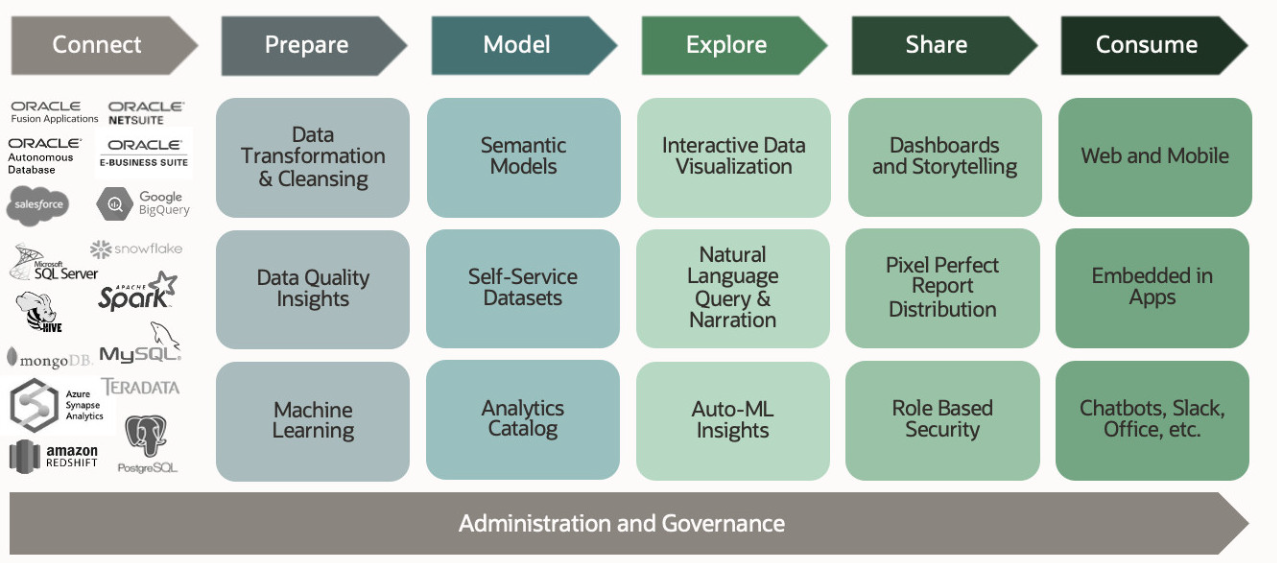 Connect
Prepare
Model
Explore
Share
Consume
ORACLE
Fusion Applications
ORACLE
NETSUITE
ORACLE
Autonomous
Database
ORACLE
E-BUSINESS SUITE
salesforce
Google
BigQuery
Microsoft
SQL Server
snowflake
HIVE
APACHE
Spark
mongoDB
MySQL
Azure
Synapse
Analytics
TERADATA
amazon
REDSHIFT
PostgreSQL
Data
Transformation
& Cleansing
Semantic
Models
Interactive Data
Visualization
Dashboards
and Storytelling
Web and Mobile
Data Quality
Insights
Self-Service
Datasets
Natural
Language
Query &
Narration
Pixel Perfect
Report
Distribution
Embedded in
Apps
Machine
Learning
Analytics
Catalog
Auto-ML
Insights
Role Based
Security
Chatbots, Slack,
Office, etc.
Administration and Governance